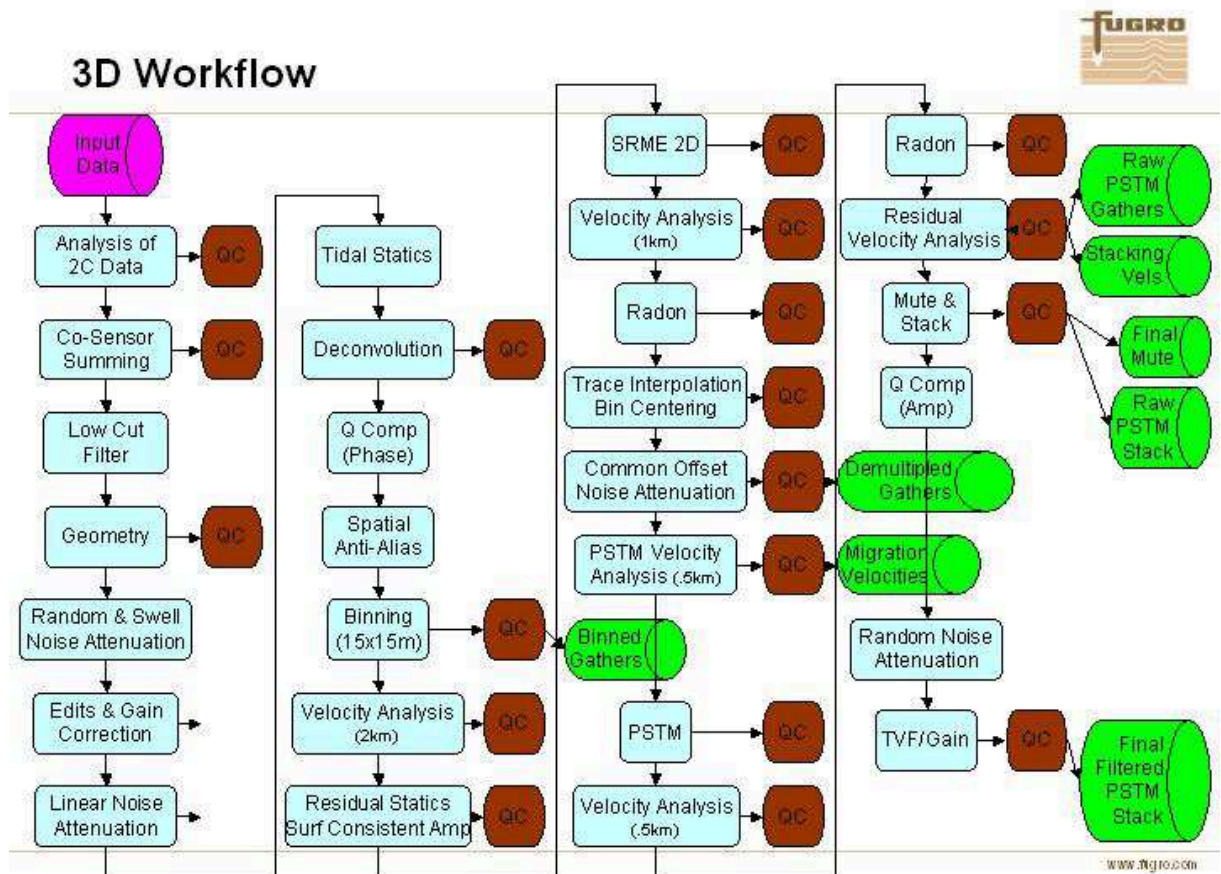 FUGRO
3D Workflow
Input
Data
Analysis of
2C Data
QC
Co-Sensor
Summing
QC
Low Cut
Filter
Geometry
QC
Random & Swell
Noise Attenuation
Edits & Gain
Correction
Linear Noise
Attenuation
Tidal Statics
Deconvolution
QC
Q Comp
(Phase)
Spatial
Anti-Alias
Binning
(15x15m)
QC
Binned
Gathers
Velocity Analysis
(2km)
QC
Residual Statics
Surf Consistent Amp
QC
SRME 2D
QC
Velocity Analysis
(1km)
QC
Radon
QC
Trace Interpolation
Bin Centering
QC
Common Offset
Noise Attenuation
QC
Demultipled
Gathers
PSTM Velocity
Analysis (.5km)
QC
Migration
Velocities
PSTM
QC
Velocity Analysis
(.5km)
QC
Radon
QC
Residual
Velocity Analysis
QC
Raw
PSTM
Gathers
Stacking
Vels
Mute &
Stack
QC
Final
Mute
Raw
PSTM
Stack
Q Comp
(Amp)
Random Noise
Attenuation
TVF/Gain
QC
Final
Filtered
PSTM
Stack
www.fugro.com